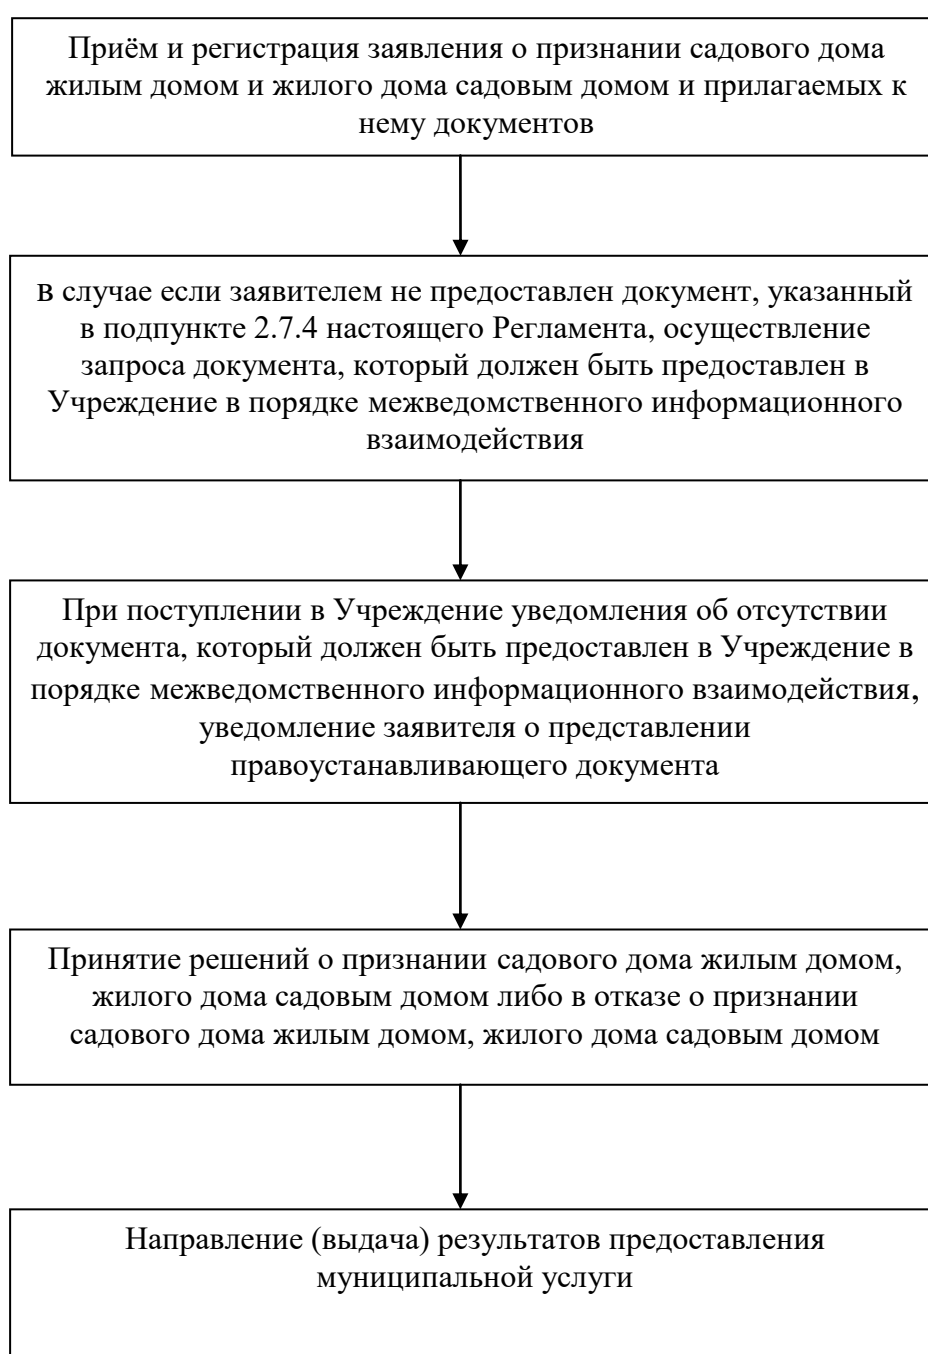 Приём и регистрация заявления о признании садового дома
жилым домом и жилого дома садовым домом и прилагаемых к
нему документов
в случае если заявителем не предоставлен документ, указанный
в подпункте 2.7.4 настоящего Регламента, осуществление
запроса документа, который должен быть предоставлен в
Учреждение в порядке межведомственного информационного
взаимодействия
При поступлении в Учреждение уведомления об отсутствии
документа, который должен быть предоставлен в Учреждение в
порядке межведомственного информационного взаимодействия,
уведомление заявителя о представлении
правоустанавливающего документа
Принятие решений о признании садового дома жилым домом,
жилого дома садовым домом либо в отказе о признании
садового дома жилым домом, жилого дома садовым домом
Направление (выдача) результатов предоставления
муниципальной услуги